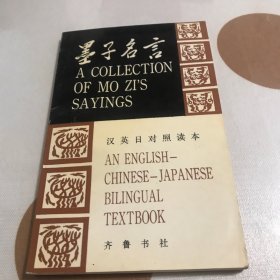 墨子名言
A COLLECTION
OF MO ZI'S
SAYINGS
汉英日对照读本
AN ENGLISH-
CHINESE-JAPANESE
BILINGUAL
TEXTBOOK
齐鲁书社